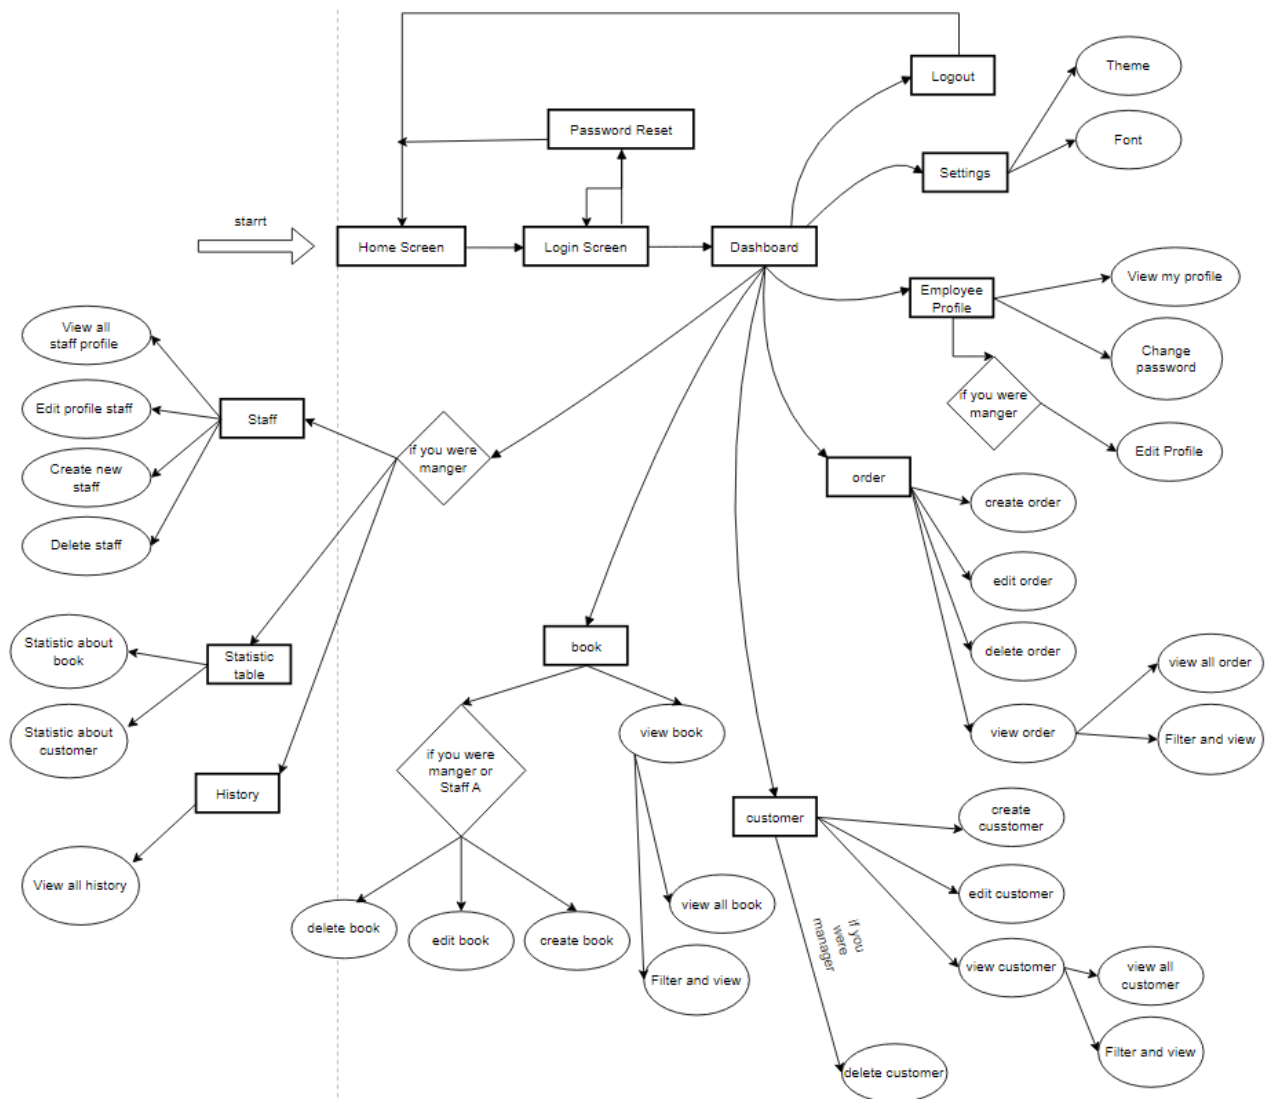 Logout
Theme
Password Reset
Font
Settings
starrt
Home Screen
Login Screen
Dashboard
Employee
Profile
View my profile
View all
staff profile
Change
password
if you were
manger
Edit profile staff
Staff
if you were
manger
Edit Profile
Create new
staff
order
create order
Delete staff
edit order
Statistic about
book
Statistic
table
book
delete order
view all order
Statistic about
customer
view book
view order
Filter and view
if you were
manger or
Staff A
History
customer
create
cusstomer
View all history
edit customer
view all book
delete book
edit book
create book
if you
were
manager
view customer
view all
customer
Filter and view
Filter and view
delete customer